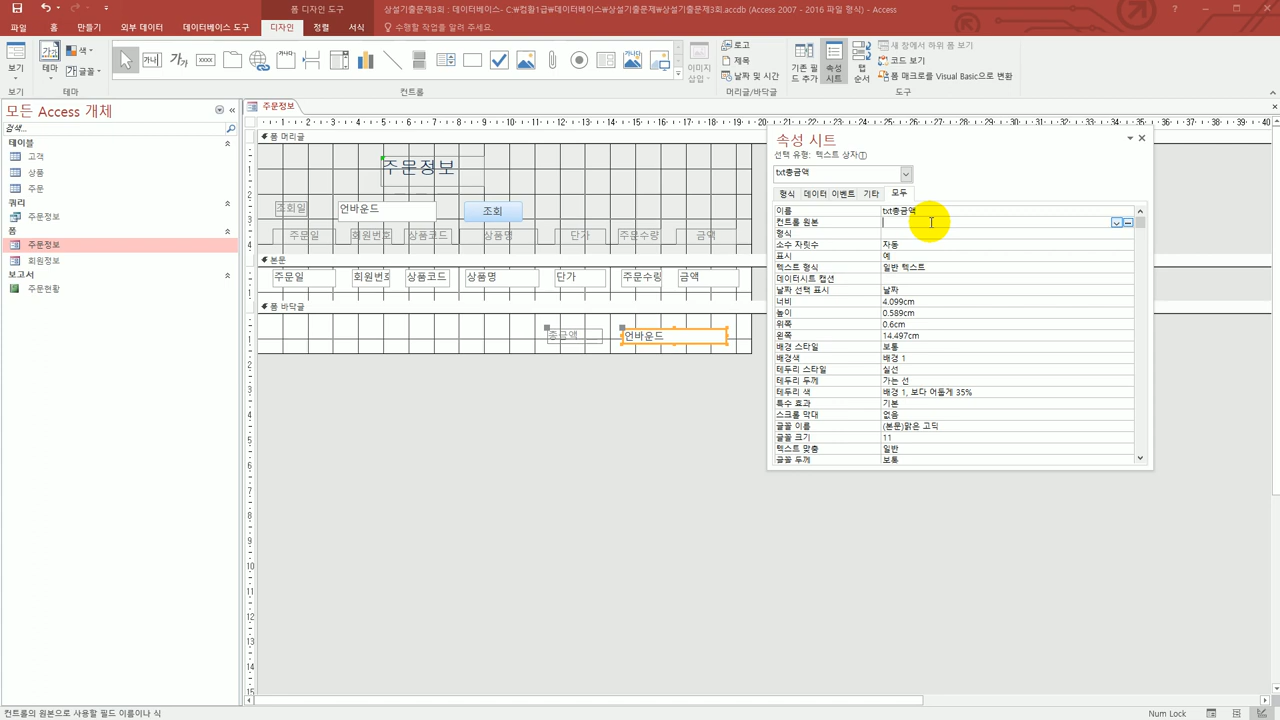 폼 디자인 도구
상설기출문제3회 : 데이터베이스- C:₩컴활1급₩데이터베이스₩상설기출문제₩상설기출문제3회.accdb (Access 2007 - 2016 파일 형식) - Access
파일 홈 만들기 외부 데이터 데이터베이스 도구 디자인 정렬 서식 수행할 작업을 알려 주세요.
보기 테마 색 글꼴
가나 가가 xxxx
이미지 삽입
로고
제목
날짜 및 시간
기존 필드 추가
속성 시트
탭 순서
새 창에서 하위 폼 보기
코드 보기
폼 매크로를 Visual Basic으로 변환
보기 테마 컨트롤 머리글/바닥글 도구
모든 Access 개체
검색...
테이블
고객
상품
주문
쿼리
주문정보
폼
주문정보
회원정보
보고서
주문현황
주문정보
폼 머리글
주문정보
조회일 언바운드 조회
주문일 회원번호 상품코드 상품명 단가 주문수량 금액
본문
주문일 회원번호 상품코드 상품명 단가 주문수량 금액
폼 바닥글
총금액 언바운드
속성 시트
선택 유형: 텍스트 상자(T)
txt총금액
형식 데이터 이벤트 기타 모두
이름 txt총금액
컨트롤 원본
형식
소수 자릿수 자동
표시 예
텍스트 형식 일반 텍스트
데이터시트 캡션
날짜 선택 표시 날짜
너비 4.099cm
높이 0.589cm
위쪽 0.6cm
왼쪽 14.497cm
배경 스타일 보통
배경색 배경 1
테두리 스타일 실선
테두리 두께 가는 선
테두리 색 배경 1, 보다 어둡게 35%
특수 효과 기본
스크롤 막대 없음
글꼴 이름 (본문)맑은 고딕
글꼴 크기 11
텍스트 맞춤 일반
글꼴 두께 보통
컨트롤의 원본으로 사용할 필드 이름이나 식
Num Lock